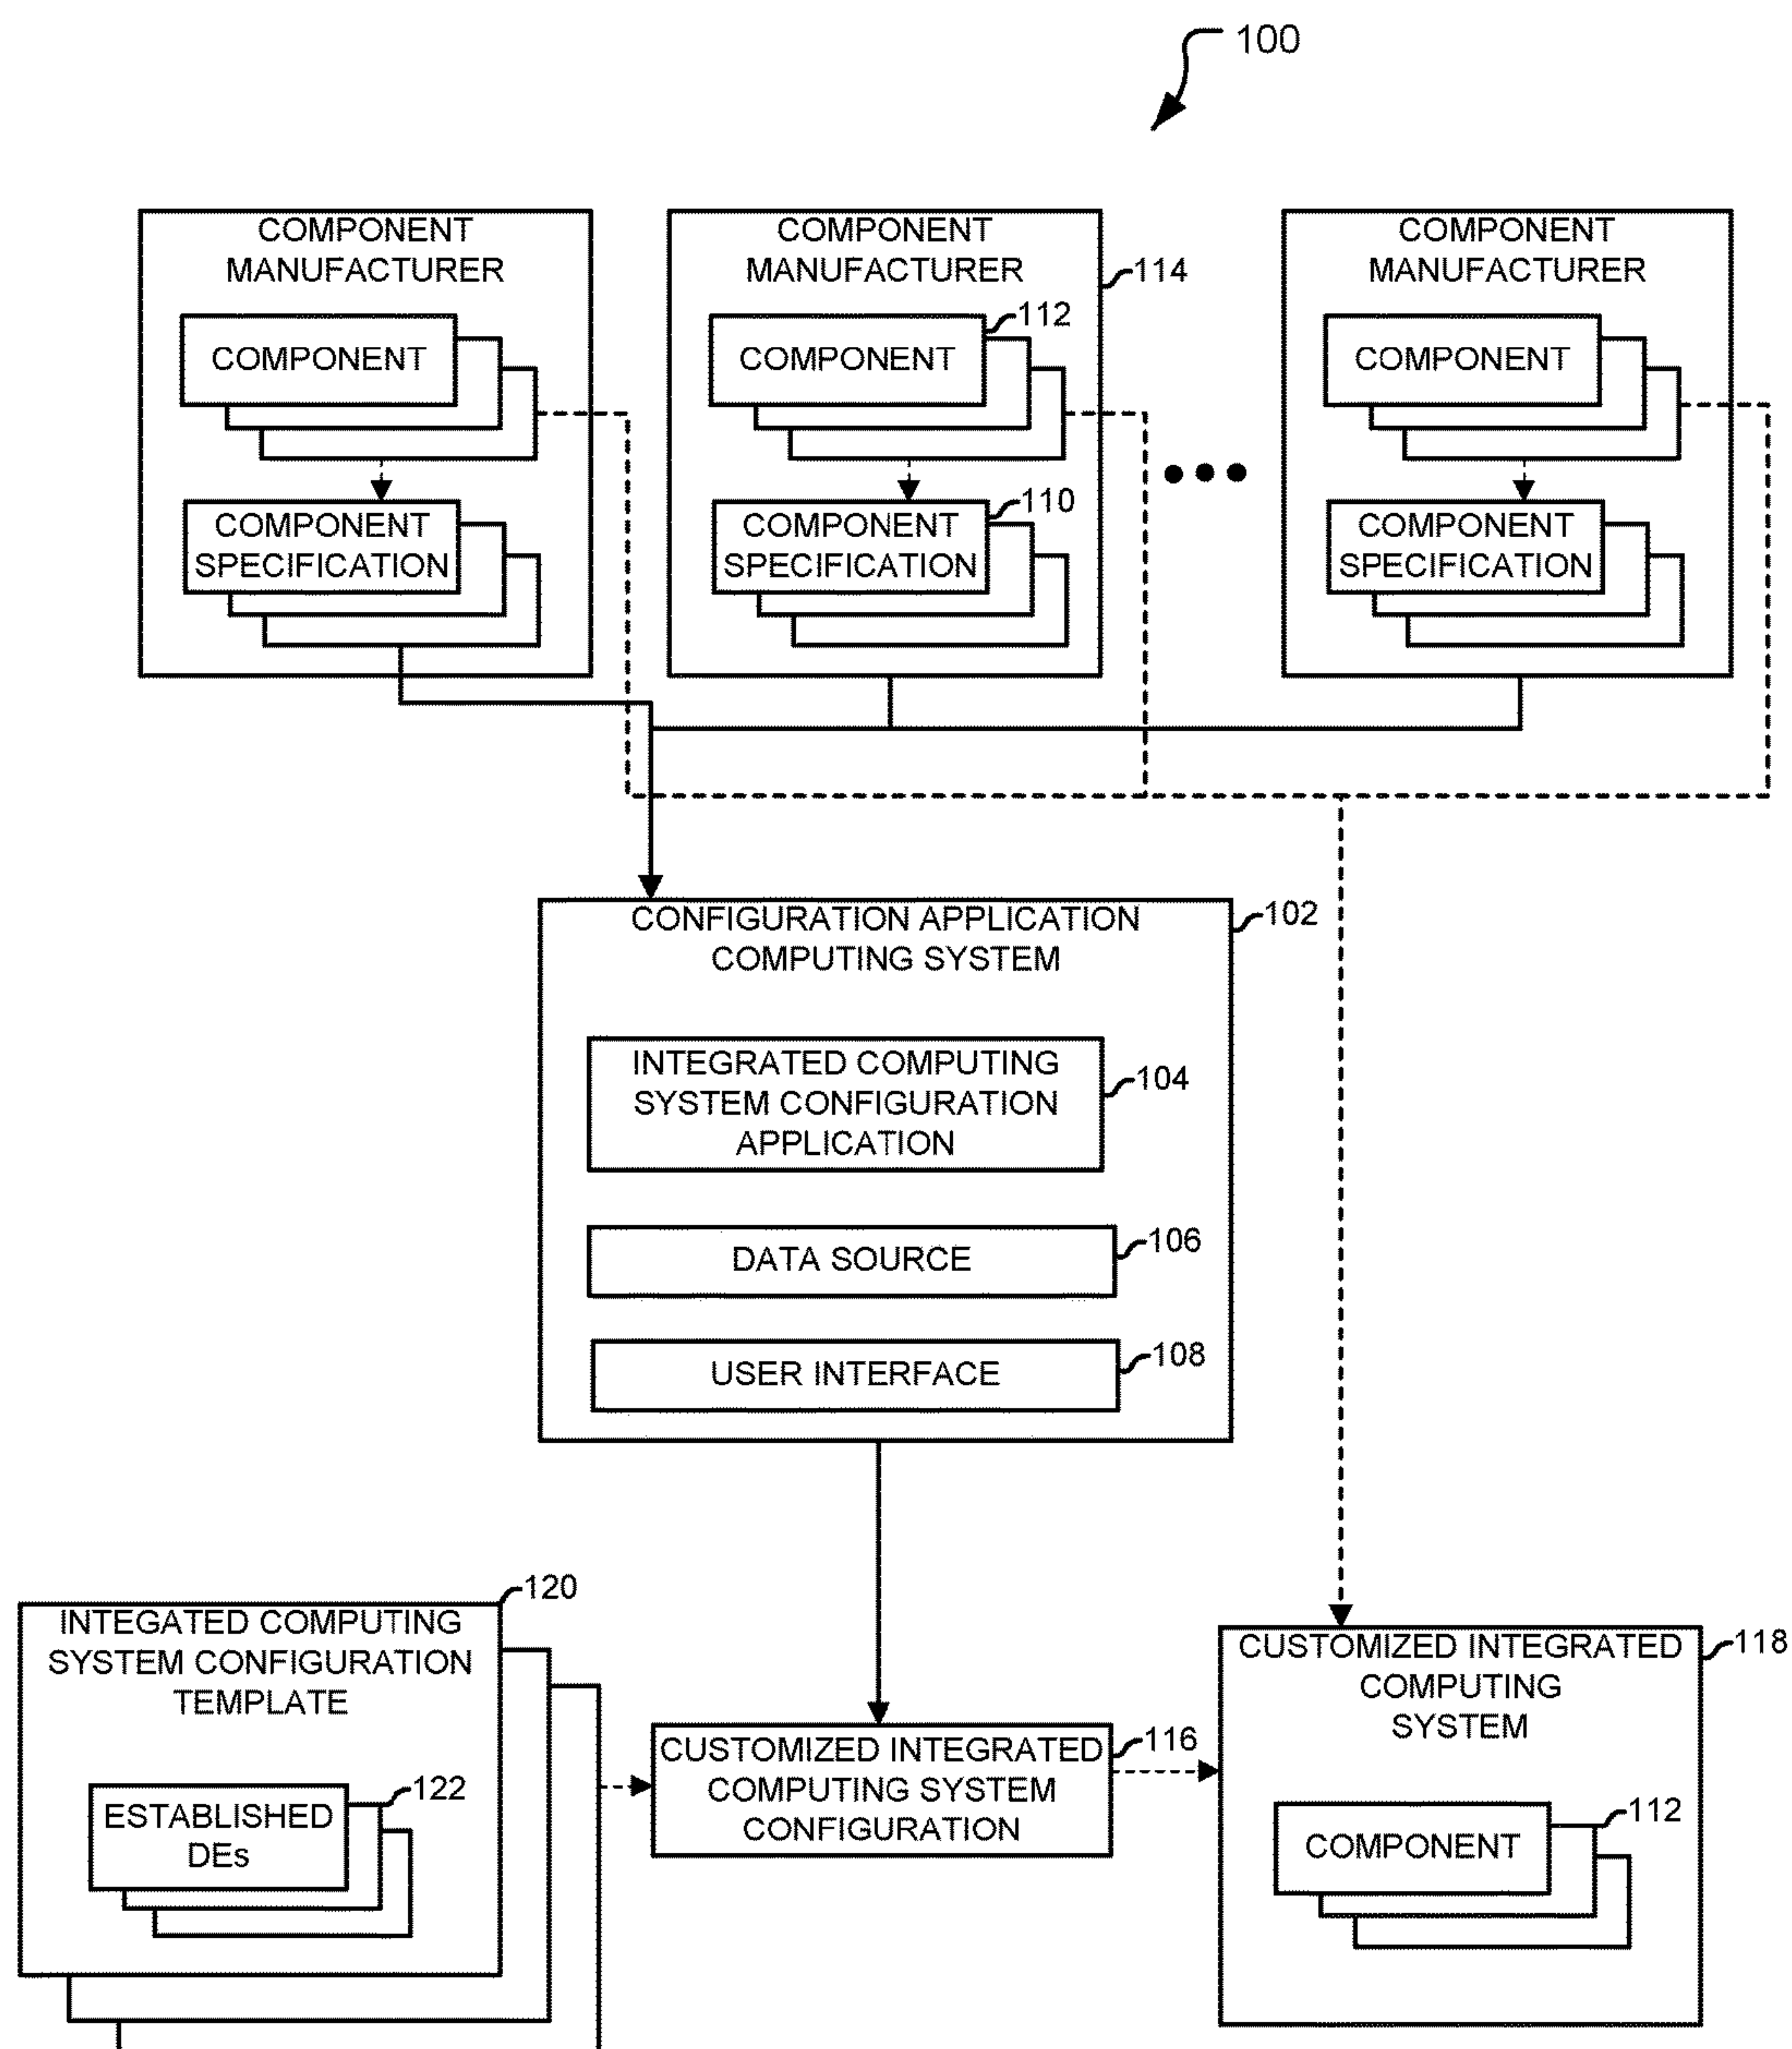 100
COMPONENT
MANUFACTURER
COMPONENT
COMPONENT
SPECIFICATION
COMPONENT
MANUFACTURER
114
112
COMPONENT
110
COMPONENT
SPECIFICATION
COMPONENT
MANUFACTURER
COMPONENT
COMPONENT
SPECIFICATION
CONFIGURATION APPLICATION
COMPUTING SYSTEM
102
INTEGRATED COMPUTING
SYSTEM CONFIGURATION
APPLICATION
104
DATA SOURCE
106
USER INTERFACE
108
120
INTEGATED COMPUTING
SYSTEM CONFIGURATION
TEMPLATE
122
ESTABLISHED
DEs
CUSTOMIZED INTEGRATED
COMPUTING SYSTEM
CONFIGURATION
116
CUSTOMIZED INTEGRATED
COMPUTING
SYSTEM
118
COMPONENT
112